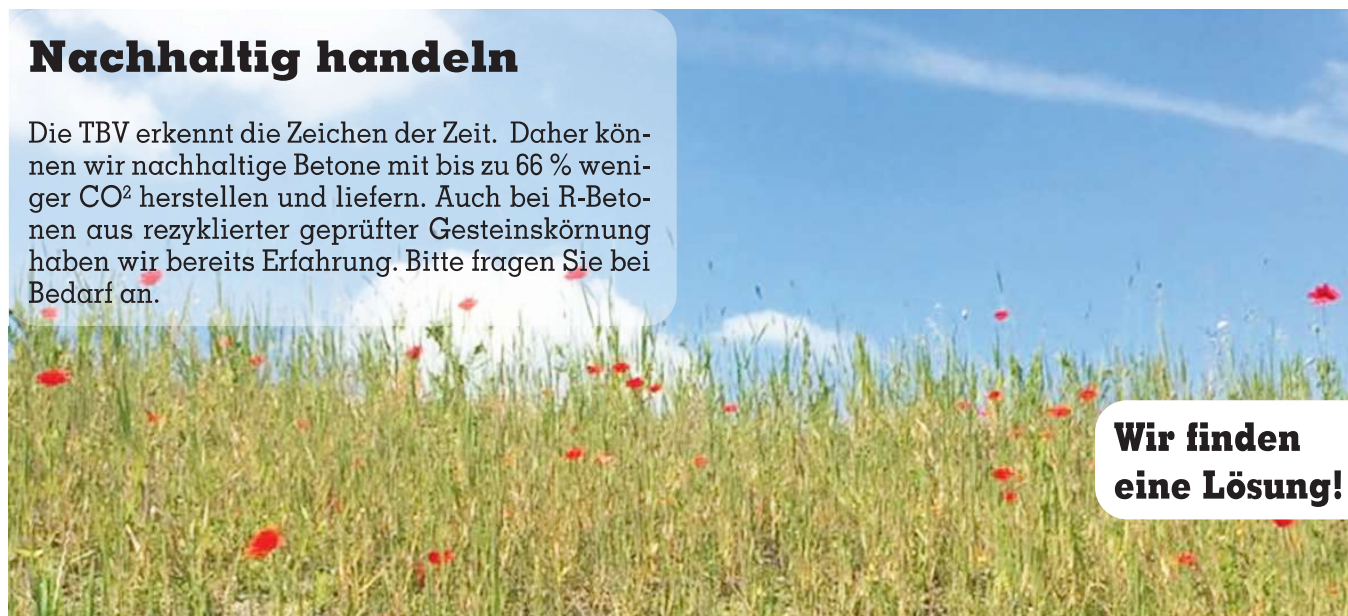 Nachhaltig handeln
Die TBV erkennt die Zeichen der Zeit. Daher kön-
nen wir nachhaltige Betone mit bis zu 66 % weni-
ger CO² herstellen und liefern. Auch bei R-Beto-
nen aus rezyklierter geprüfter Gesteinskörnung
haben wir bereits Erfahrung. Bitte fragen Sie bei
Bedarf an.
Wir finden
eine Lösung!